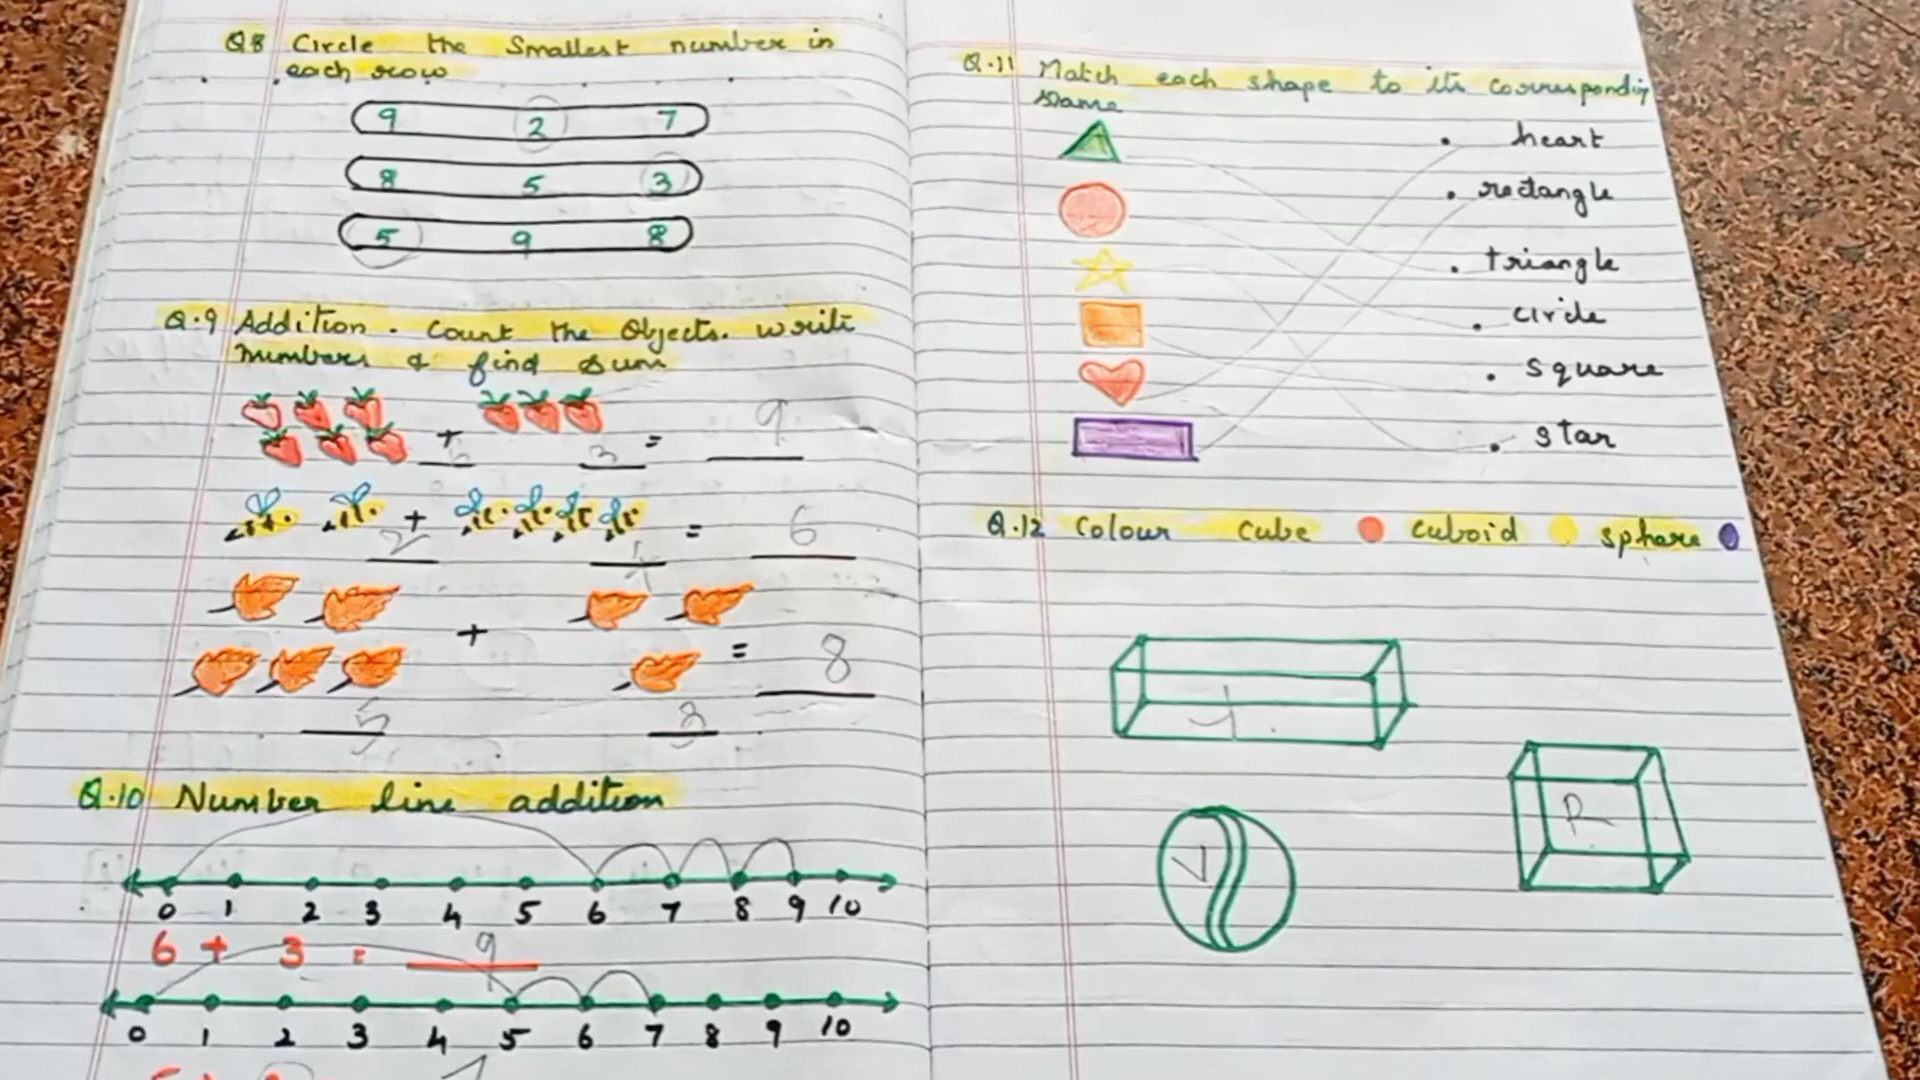 Q8 Circle the Smallest number in
each row
9 2 7
8 5 3
5 9 8
Q.9 Addition. Count the Objects. write
numbers & find sum
+ 6 3 = 9
2 + 4 = 6
+ = 8
5 3
Q.10 Number line addition
0 1 2 3 4 5 6 7 8 9 10
6 + 3 = 9
0 1 2 3 4 5 6 7 8 9 10
Q.11 Match each shape to its corresponding
name
heart
rectangle
triangle
circle
square
star
Q.12 Colour cube cuboid sphare
Y
R
V